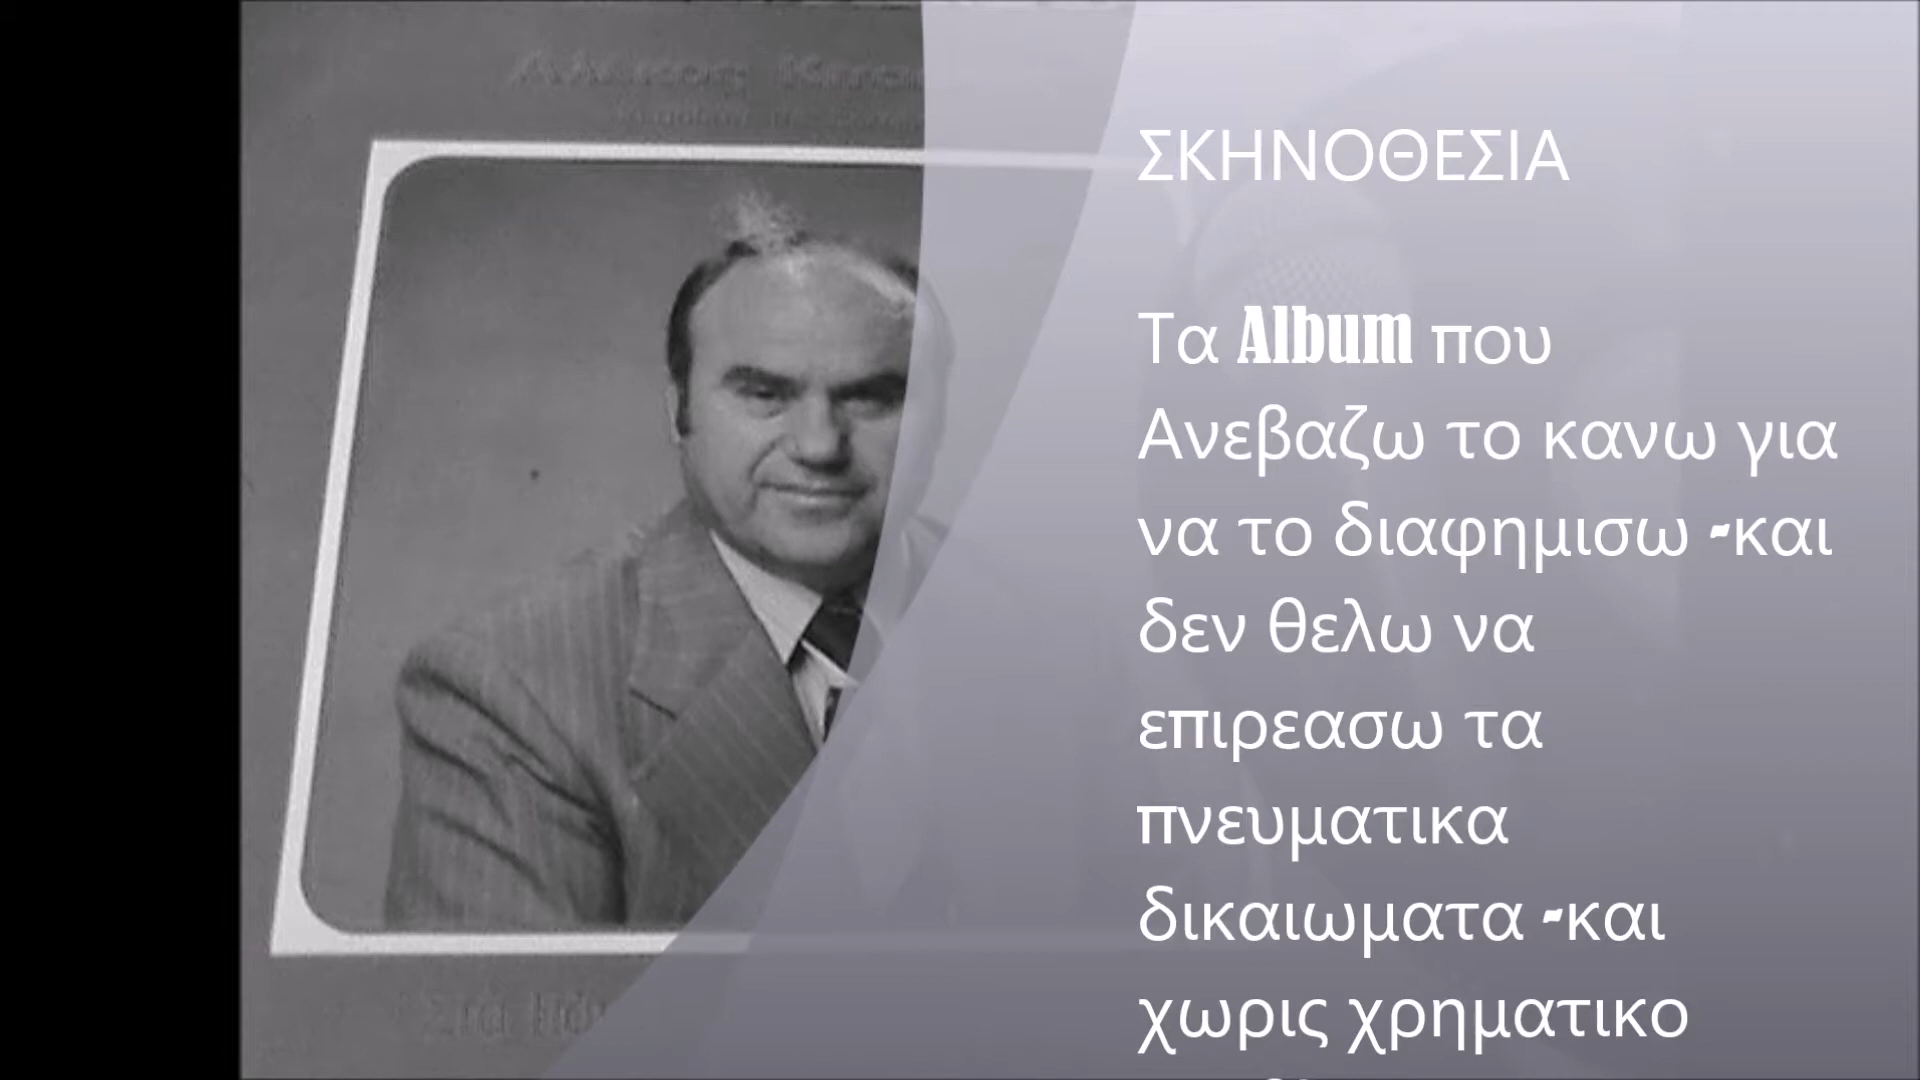 Αλέκος
ΣΚΗΝΟΘΕΣΙΑ
Τα Album που
Ανεβαζω το κανω για
να το διαφημισω -και
δεν θελω να
επιρεασω τα
πνευματικα
δικαιωματα -και
χωρις χρηματικο